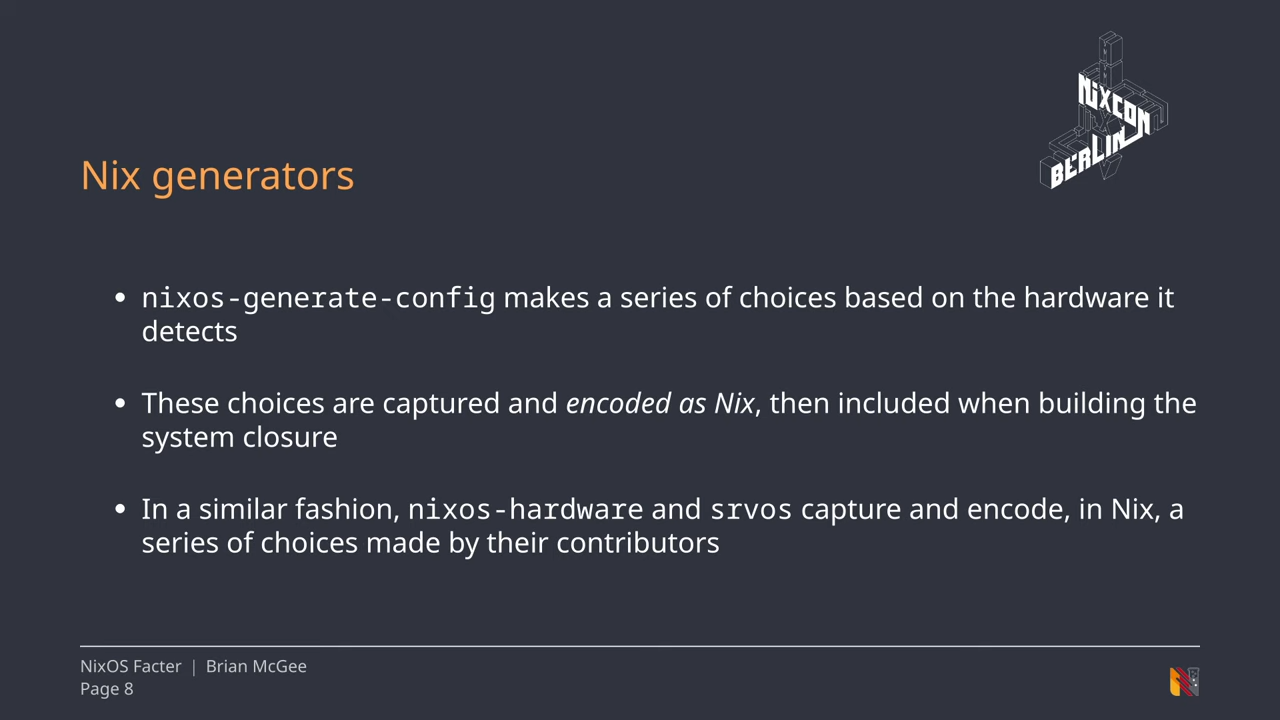 NIXCON
BERLIN
Nix generators
• nixos-generate-config makes a series of choices based on the hardware it
detects
• These choices are captured and encoded as Nix, then included when building the
system closure
• In a similar fashion, nixos-hardware and srvos capture and encode, in Nix, a
series of choices made by their contributors
NixOS Facter | Brian McGee
Page 8